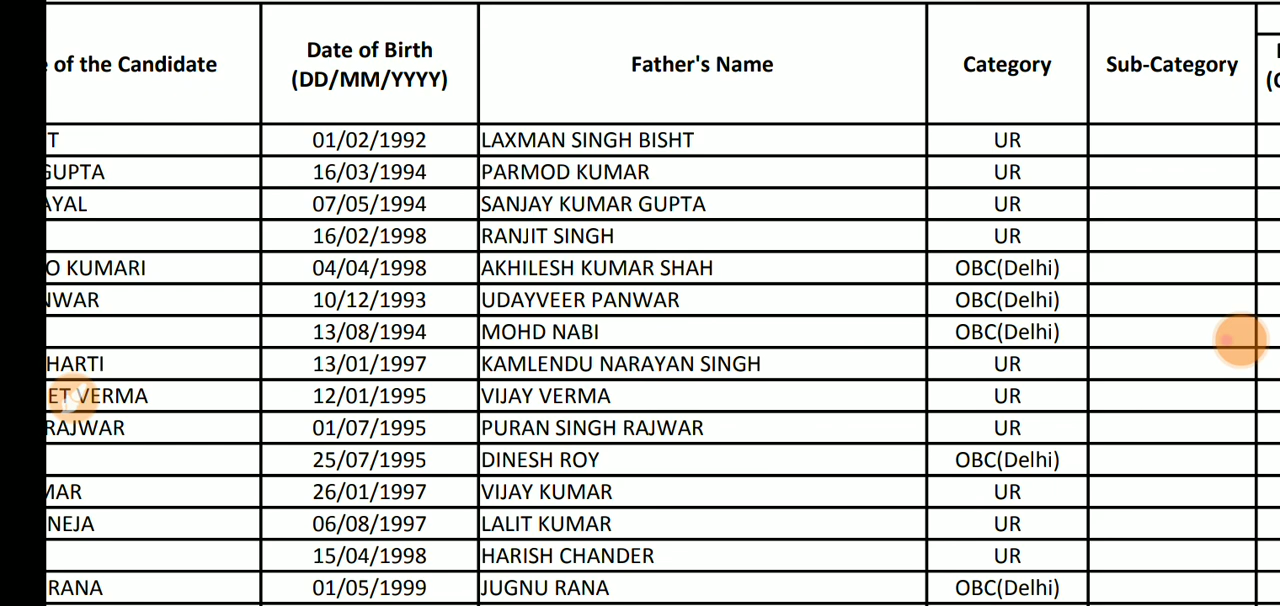 of the Candidate Date of Birth (DD/MM/YYYY) Father's Name Category Sub-Category
T 01/02/1992 LAXMAN SINGH BISHT UR
GUPTA 16/03/1994 PARMOD KUMAR UR
AYAL 07/05/1994 SANJAY KUMAR GUPTA UR
16/02/1998 RANJIT SINGH UR
O KUMARI 04/04/1998 AKHILESH KUMAR SHAH OBC(Delhi)
NWAR 10/12/1993 UDAYVEER PANWAR OBC(Delhi)
13/08/1994 MOHD NABI OBC(Delhi)
HARTI 13/01/1997 KAMLENDU NARAYAN SINGH UR
ET VERMA 12/01/1995 VIJAY VERMA UR
RAJWAR 01/07/1995 PURAN SINGH RAJWAR UR
25/07/1995 DINESH ROY OBC(Delhi)
MAR 26/01/1997 VIJAY KUMAR UR
NEJA 06/08/1997 LALIT KUMAR UR
15/04/1998 HARISH CHANDER UR
RANA 01/05/1999 JUGNU RANA OBC(Delhi)